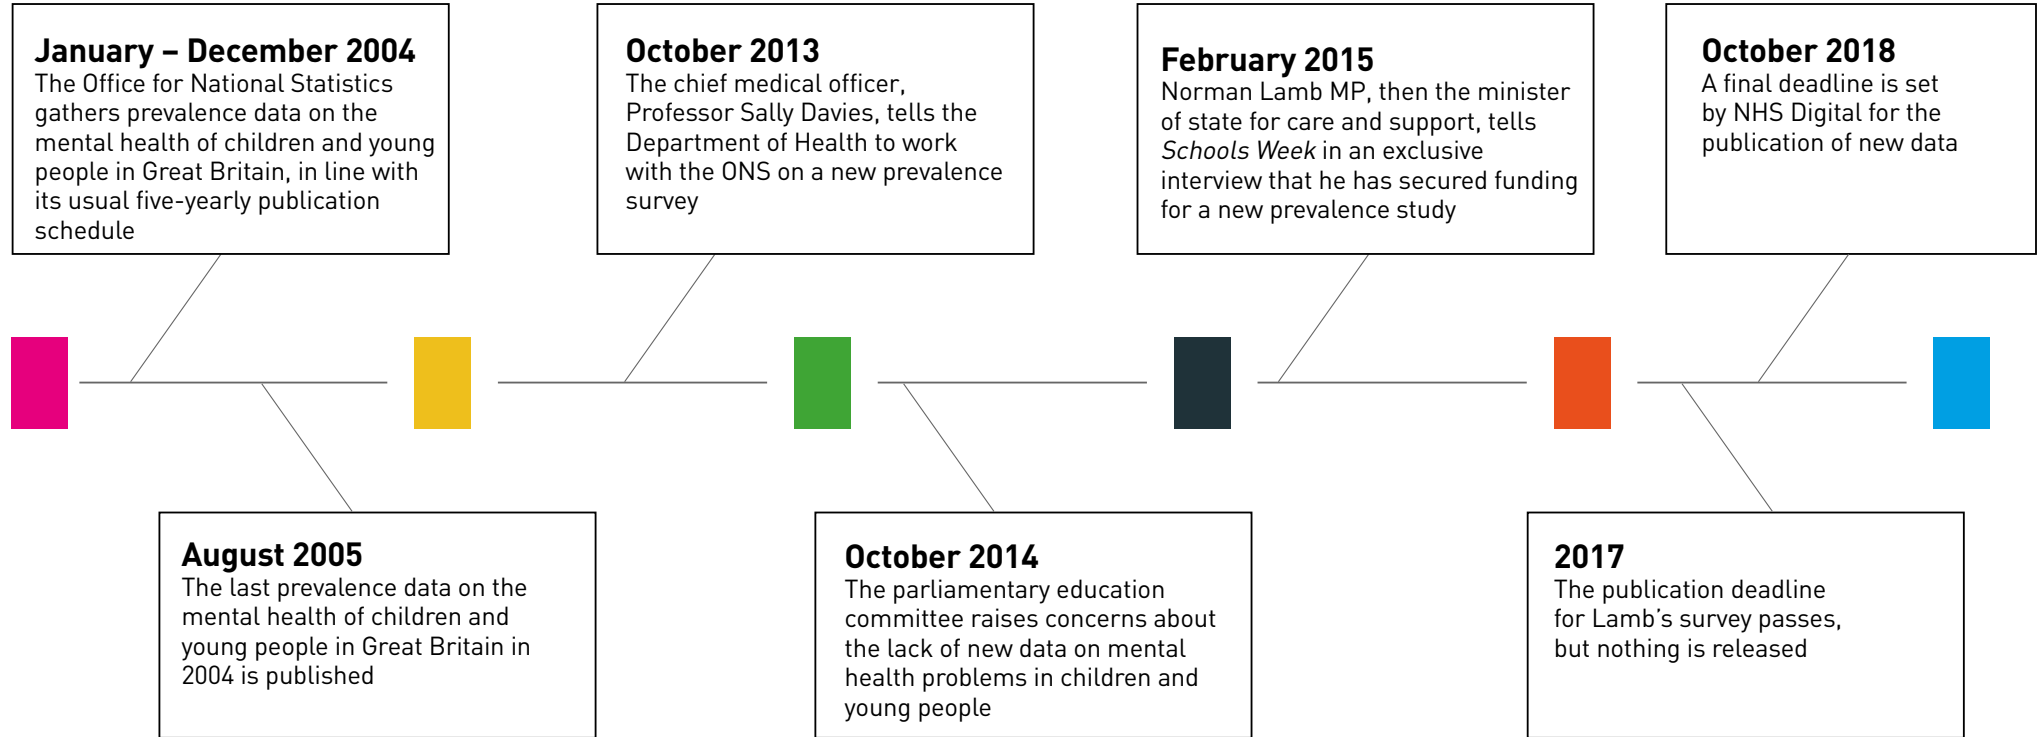 January – December 2004
The Office for National Statistics
gathers prevalence data on the
mental health of children and young
people in Great Britain, in line with
its usual five-yearly publication
schedule
October 2013
The chief medical officer,
Professor Sally Davies, tells the
Department of Health to work
with the ONS on a new prevalence
survey
February 2015
Norman Lamb MP, then the minister
of state for care and support, tells
Schools Week in an exclusive
interview that he has secured funding
for a new prevalence study
October 2018
A final deadline is set
by NHS Digital for the
publication of new data
August 2005
The last prevalence data on the
mental health of children and
young people in Great Britain in
2004 is published
October 2014
The parliamentary education
committee raises concerns about
the lack of new data on mental
health problems in children and
young people
2017
The publication deadline
for Lamb's survey passes,
but nothing is released